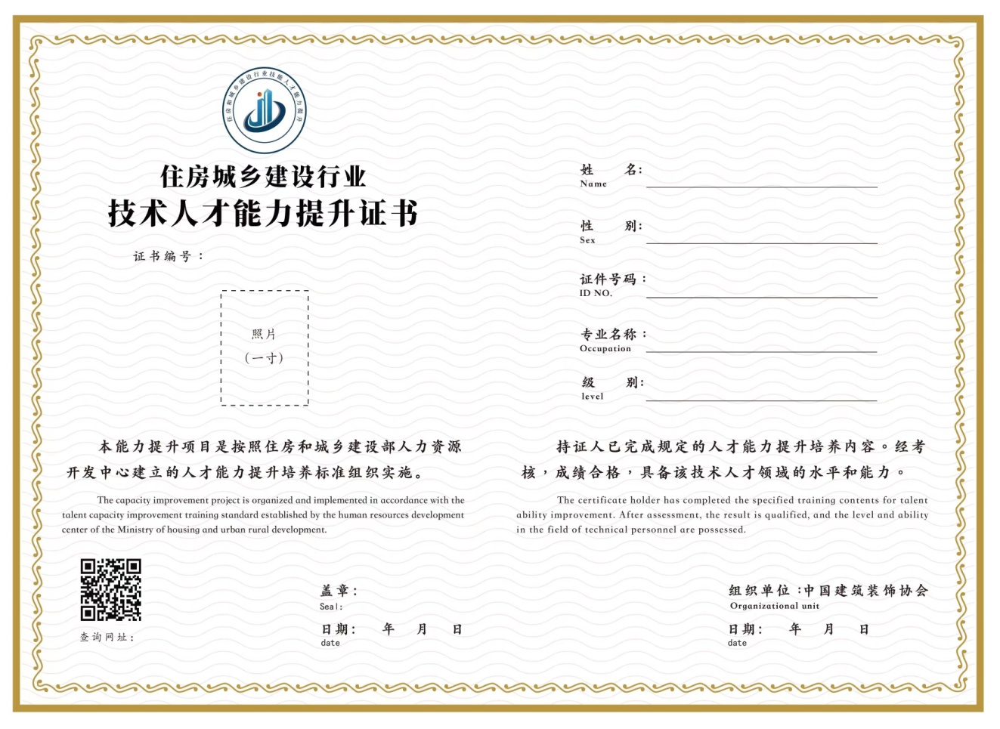 住房和城乡建设行业技能人才能力提升
住房城乡建设行业
技术人才能力提升证书
证书编号：
照片
（一寸）
本能力提升项目是按照住房和城乡建设部人力资源
开发中心建立的人才能力提升培养标准组织实施。
The capacity improvement project is organized and implemented in accordance with the
talent capacity improvement training standard established by the human resources development
center of the Ministry of housing and urban rural development.
查询网址：
盖章：
Seal:
日期： 年 月 日
date
姓 名：
Name
性 别：
Sex
证件号码：
ID NO.
专业名称：
Occupation
级 别：
level
持证人已完成规定的人才能力提升培养内容。经考
核，成绩合格，具备该技术人才领域的水平和能力。
The certificate holder has completed the specified training contents for talent
ability improvement. After assessment, the result is qualified, and the level and ability
in the field of technical personnel are possessed.
组织单位：中国建筑装饰协会
Organizational unit
日期： 年 月 日
date